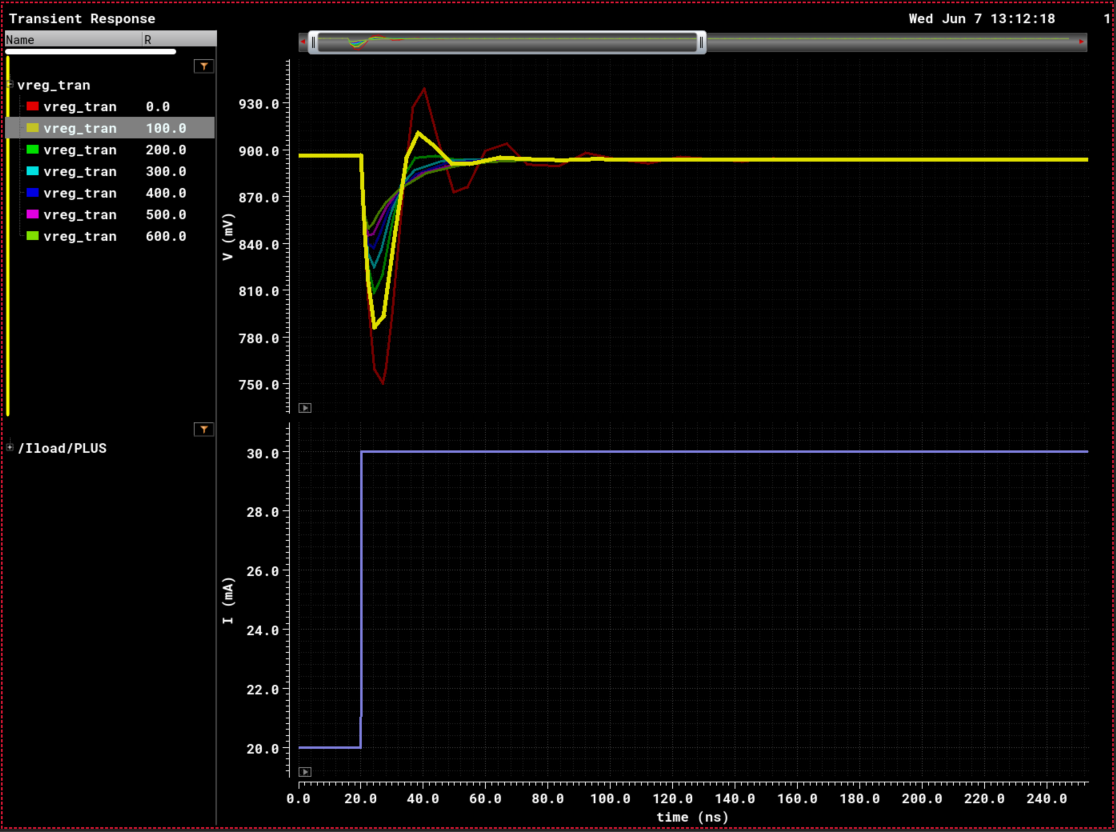 Transient Response
Wed Jun 7 13:12:18 1
Name R
vreg_tran
vreg_tran 0.0
vreg_tran 100.0
vreg_tran 200.0
vreg_tran 300.0
vreg_tran 400.0
vreg_tran 500.0
vreg_tran 600.0
930.0
900.0
870.0
840.0
810.0
780.0
750.0
V (mV)
/Iload/PLUS
30.0
28.0
26.0
24.0
22.0
20.0
I (mA)
0.0 20.0 40.0 60.0 80.0 100.0 120.0 140.0 160.0 180.0 200.0 220.0 240.0
time (ns)